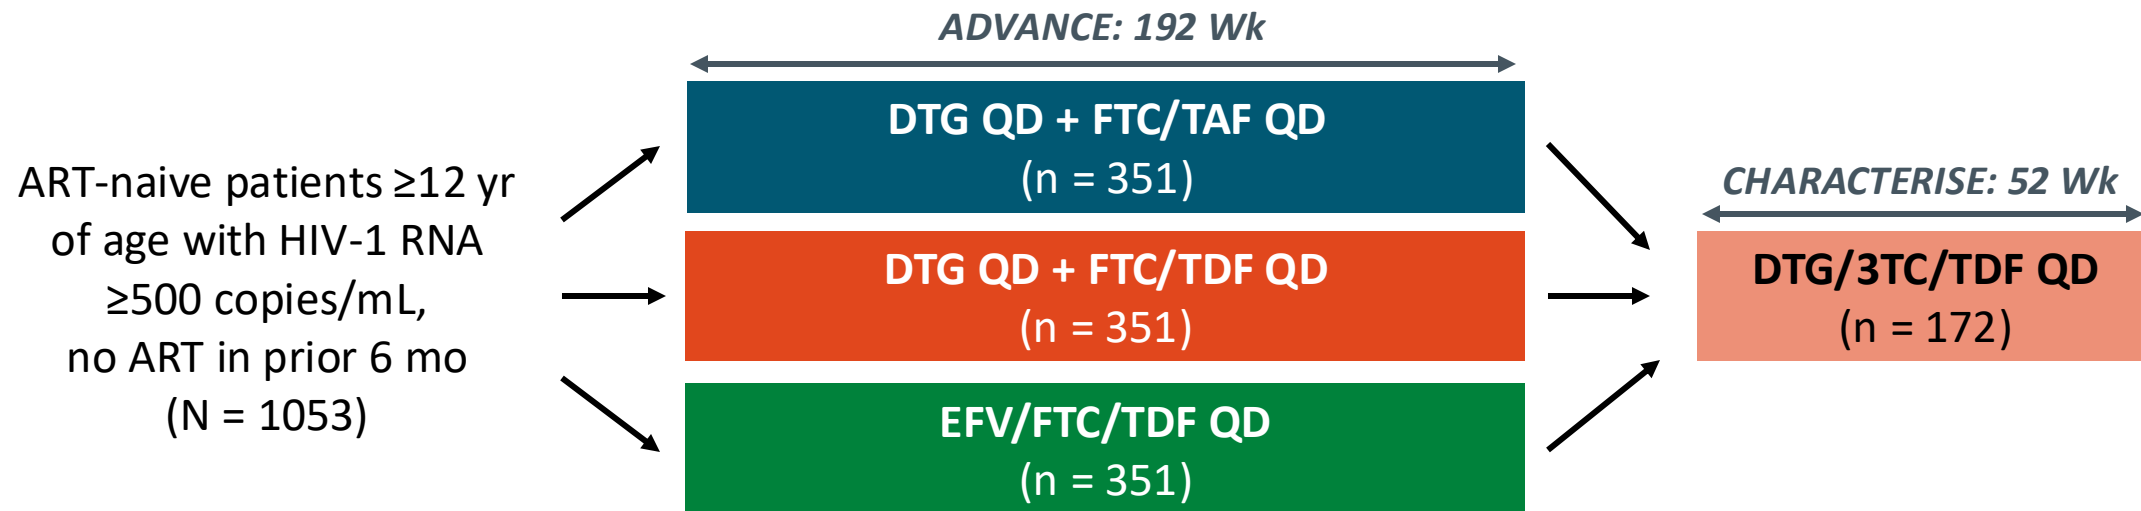 ADVANCE: 192 Wk
ART-naive patients ≥12 yr
of age with HIV-1 RNA
≥500 copies/mL,
no ART in prior 6 mo
(N = 1053)
DTG QD + FTC/TAF QD
(n = 351)
DTG QD + FTC/TDF QD
(n = 351)
EFV/FTC/TDF QD
(n = 351)
CHARACTERISE: 52 Wk
DTG/3TC/TDF QD
(n = 172)